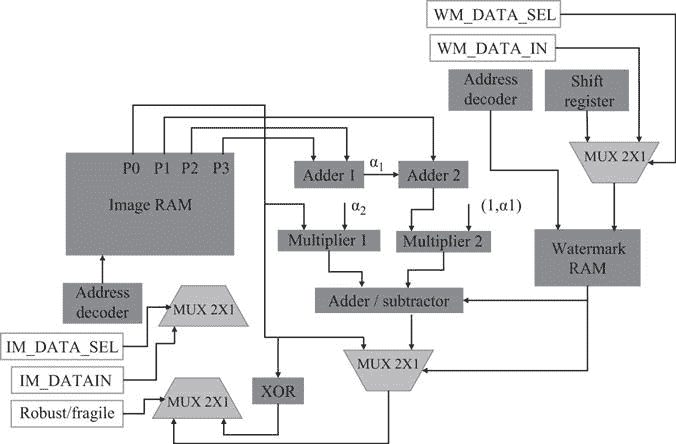 WM_DATA_SEL
WM_DATA_IN
Address
decoder
Shift
register
MUX 2X1
P0 P1 P2 P3
Image RAM
Adder 1
α1
Adder 2
α2
(1,α1)
Multiplier 1
Multiplier 2
Watermark
RAM
Address
decoder
MUX 2X1
Adder / subtractor
IM_DATA_SEL
IM_DATAIN
Robust/fragile
MUX 2X1
XOR
MUX 2X1